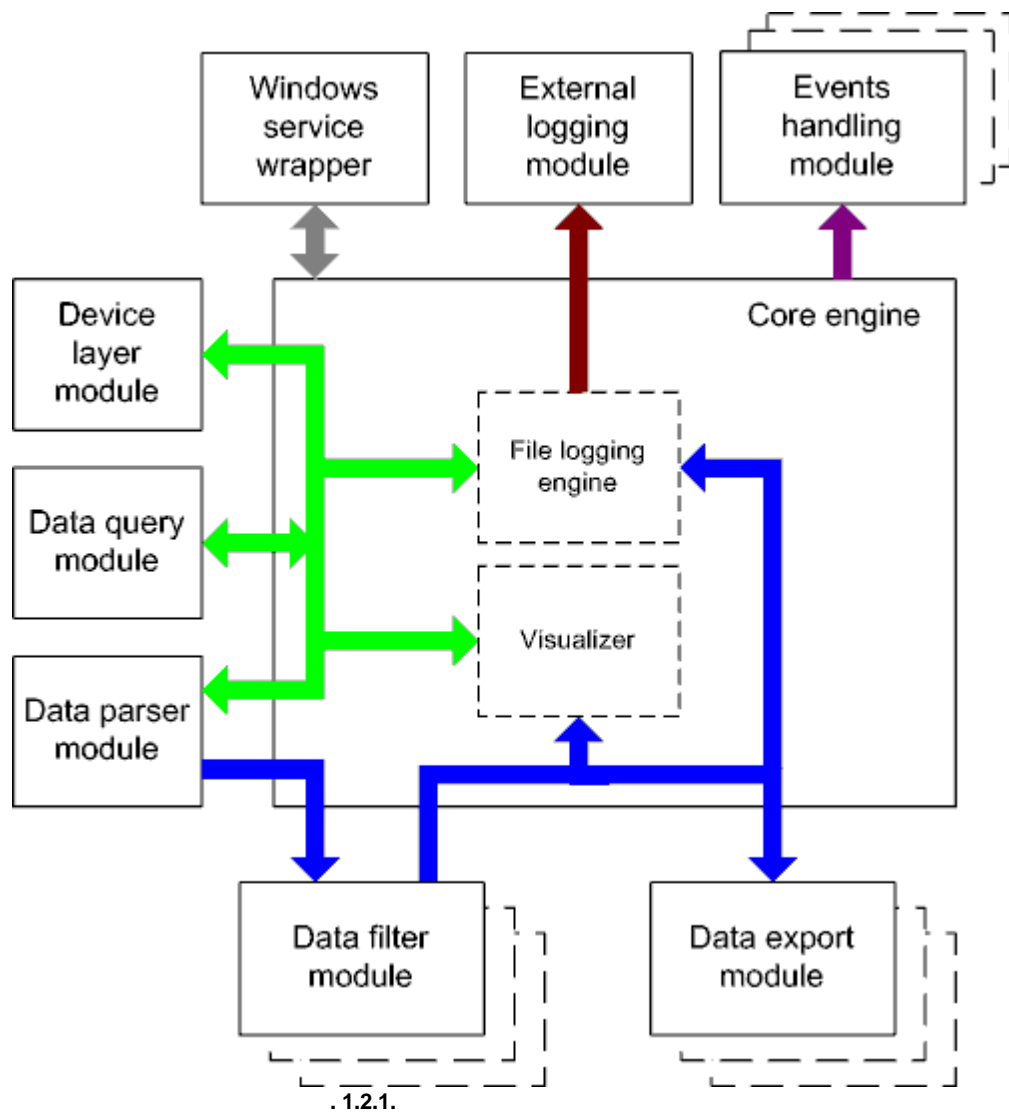 Windows
service
wrapper
External
logging
module
Events
handling
module
Device
layer
module
Core engine
File logging
engine
Data query
module
Visualizer
Data parser
module
Data filter
module
Data export
module
. 1.2.1.